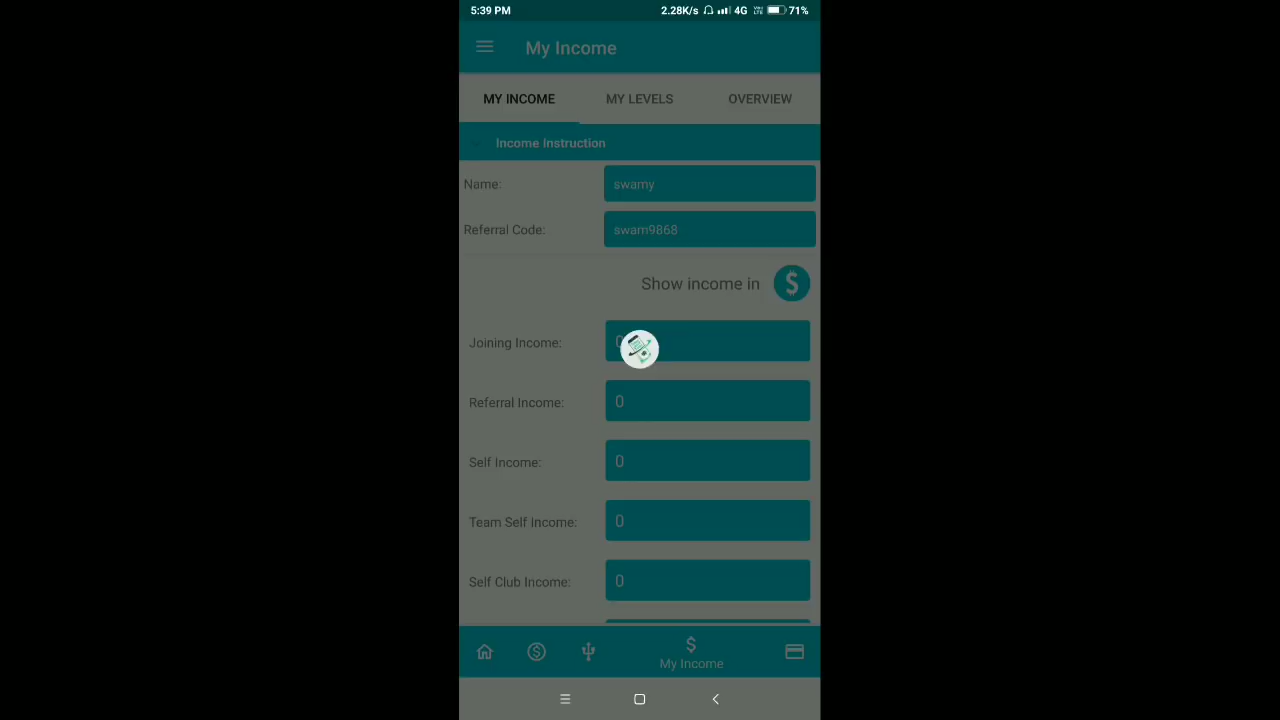 5:39 PM 2.28K/s 4G 71%
My Income
MY INCOME MY LEVELS OVERVIEW
Income Instruction
Name: swamy
Referral Code: swam9868
Show income in $
Joining Income:
Referral Income: 0
Self Income: 0
Team Self Income: 0
Self Club Income: 0
$
My Income